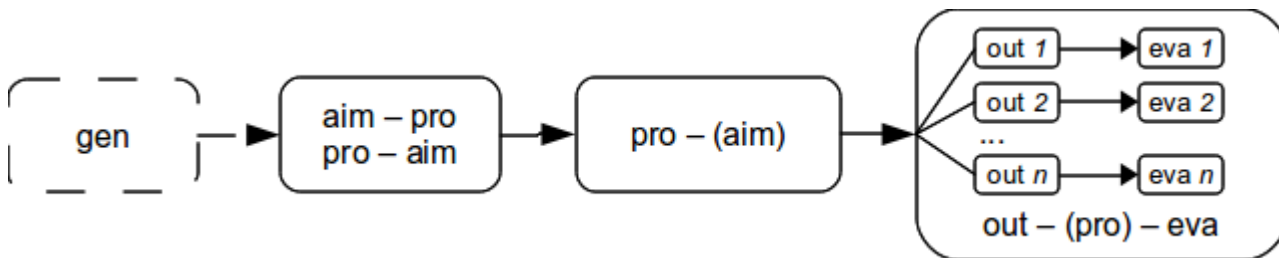 gen
aim – pro
pro – aim
pro – (aim)
out 1
eva 1
out 2
eva 2
...
out n
eva n
out – (pro) – eva